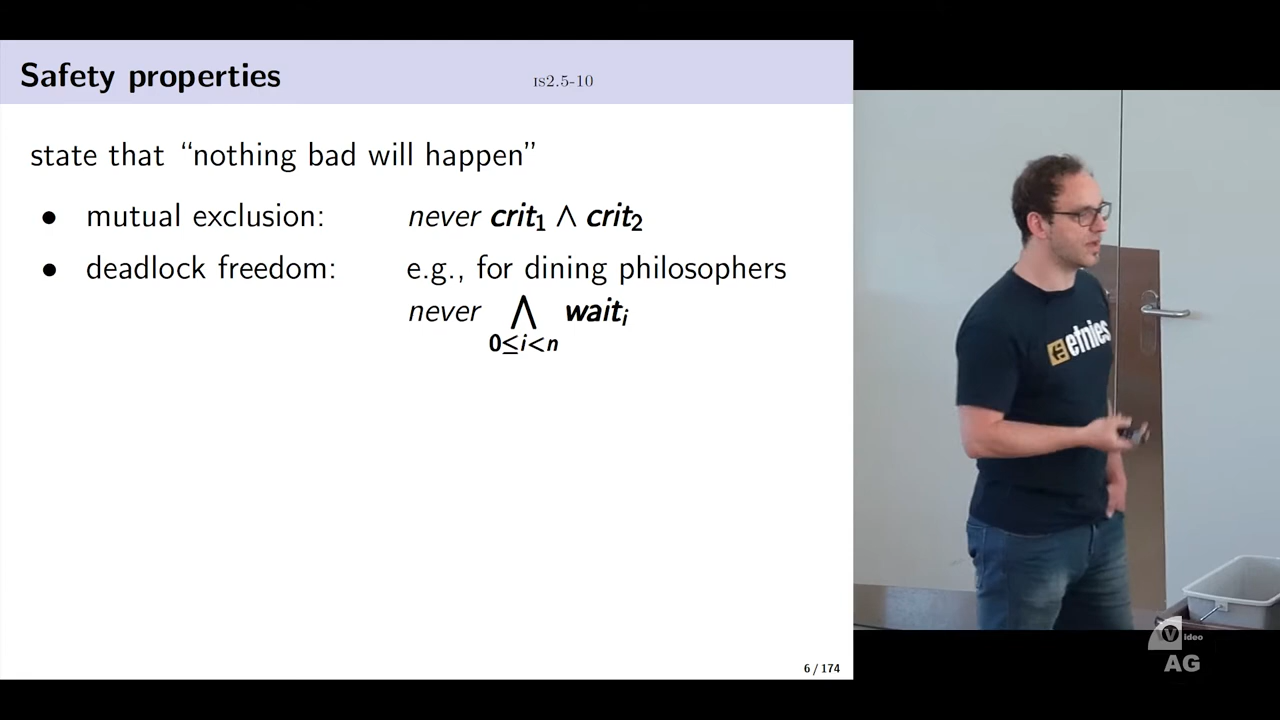 Safety properties IS2.5-10
state that “nothing bad will happen”
• mutual exclusion: never crit₁ ∧ crit₂
• deadlock freedom: e.g., for dining philosophers
never ⋀ waitᵢ
0≤i<n
etnies
6 / 174
Video
AG